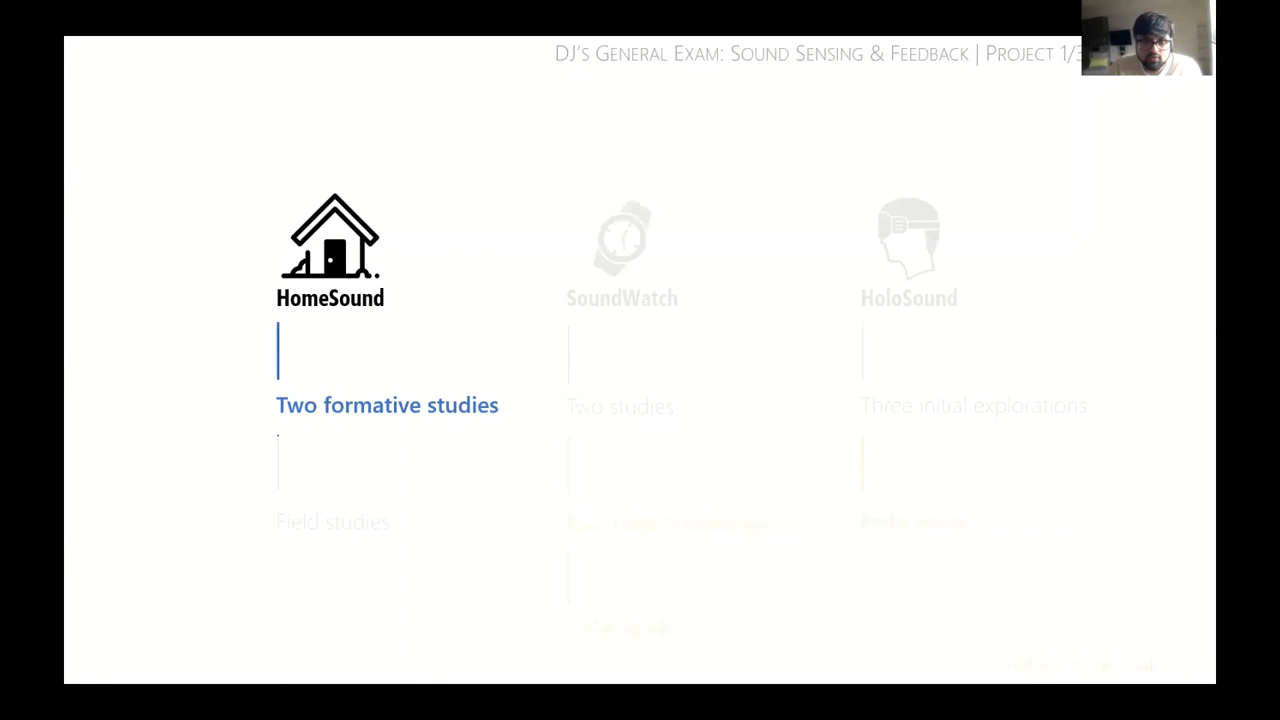 DJ'S GENERAL EXAM: SOUND SENSING & FEEDBACK | PROJECT 1/3
HomeSound
SoundWatch
HoloSound
Two formative studies
Two studies
Three initial explorations
Field studies